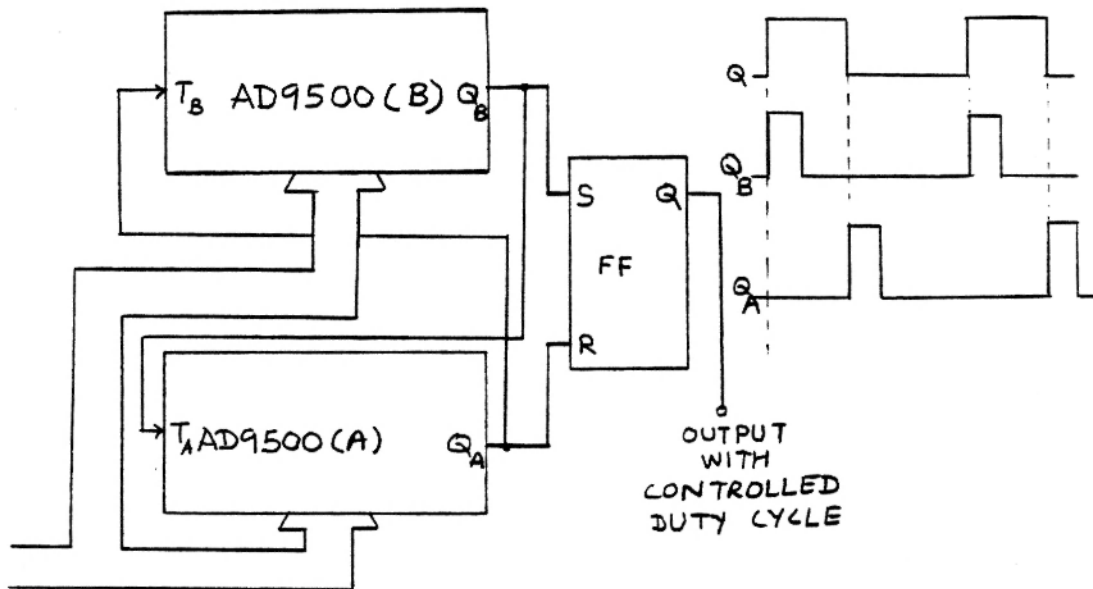 T_B AD9500(B) Q_B
S Q
FF
R
T_A AD9500(A) Q_A
OUTPUT
WITH
CONTROLLED
DUTY CYCLE
Q
Q_B
Q_A